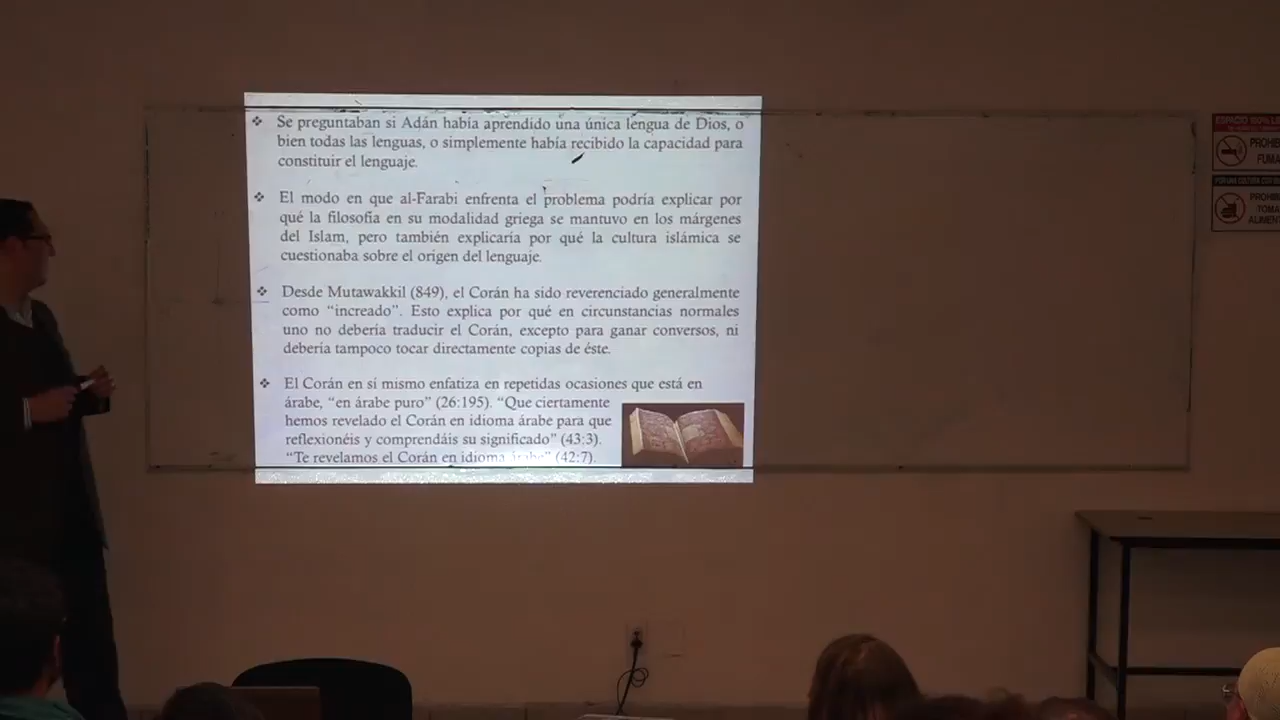 ❖ Se preguntaban si Adán había aprendido una única lengua de Dios, o
bien todas las lenguas, o simplemente había recibido la capacidad para
constituir el lenguaje.
❖ El modo en que al-Farabi enfrenta el problema podría explicar por
qué la filosofía en su modalidad griega se mantuvo en los márgenes
del Islam, pero también explicaría por qué la cultura islámica se
cuestionaba sobre el origen del lenguaje.
❖ Desde Mutawakkil (849), el Corán ha sido reverenciado generalmente
como “increado”. Esto explica por qué en circunstancias normales
uno no debería traducir el Corán, excepto para ganar conversos, ni
debería tampoco tocar directamente copias de éste.
❖ El Corán en sí mismo enfatiza en repetidas ocasiones que está en
árabe, “en árabe puro” (26:195). “Que ciertamente
hemos revelado el Corán en idioma árabe para que
reflexionéis y comprendáis su significado” (43:3).
“Te revelamos el Corán en idioma árabe” (42:7).
ESPACIO 100% L
PROHI
FUMA
PROHIB
TOMA
ALIMENT